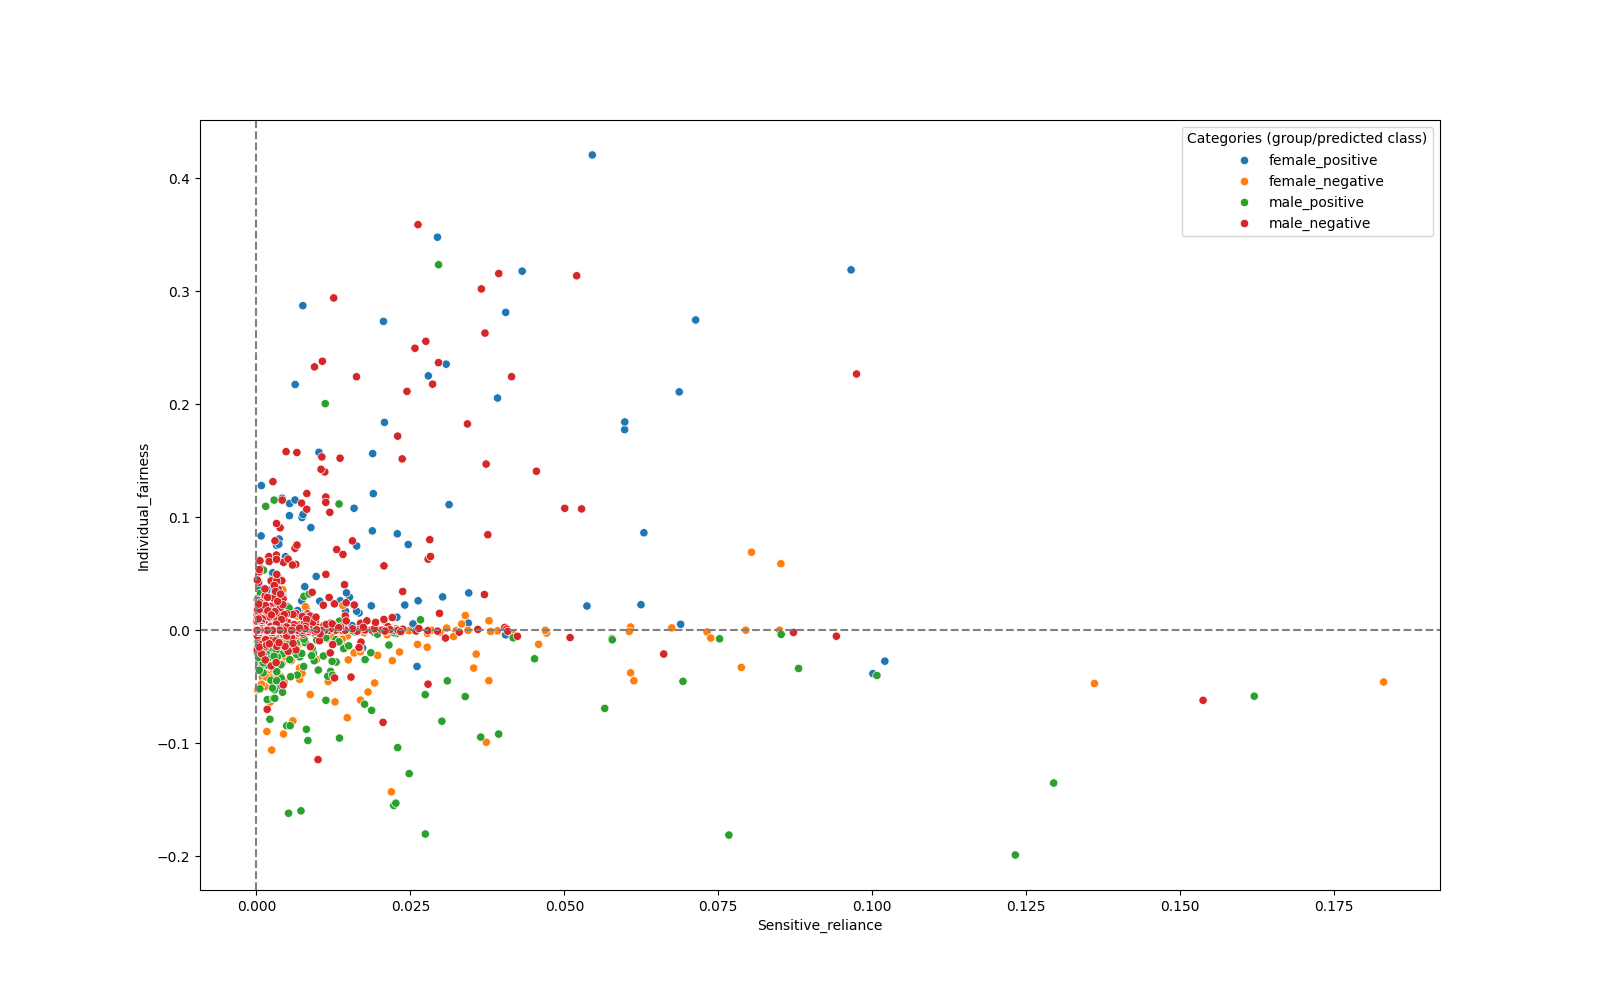 Categories (group/predicted class)
female_positive
female_negative
male_positive
male_negative
Individual_fairness
0.4
0.3
0.2
0.1
0.0
−0.1
−0.2
0.000 0.025 0.050 0.075 0.100 0.125 0.150 0.175
Sensitive_reliance